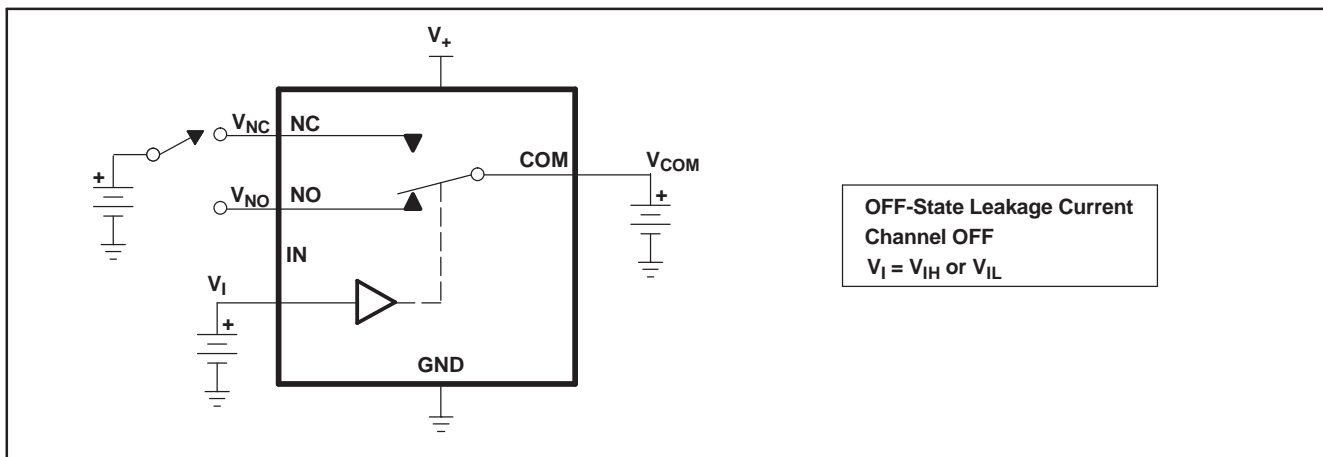 V+
VNC NC
COM VCOM
+
+
VNO NO
OFF-State Leakage Current
Channel OFF
VI = VIH or VIL
IN
VI
+
GND